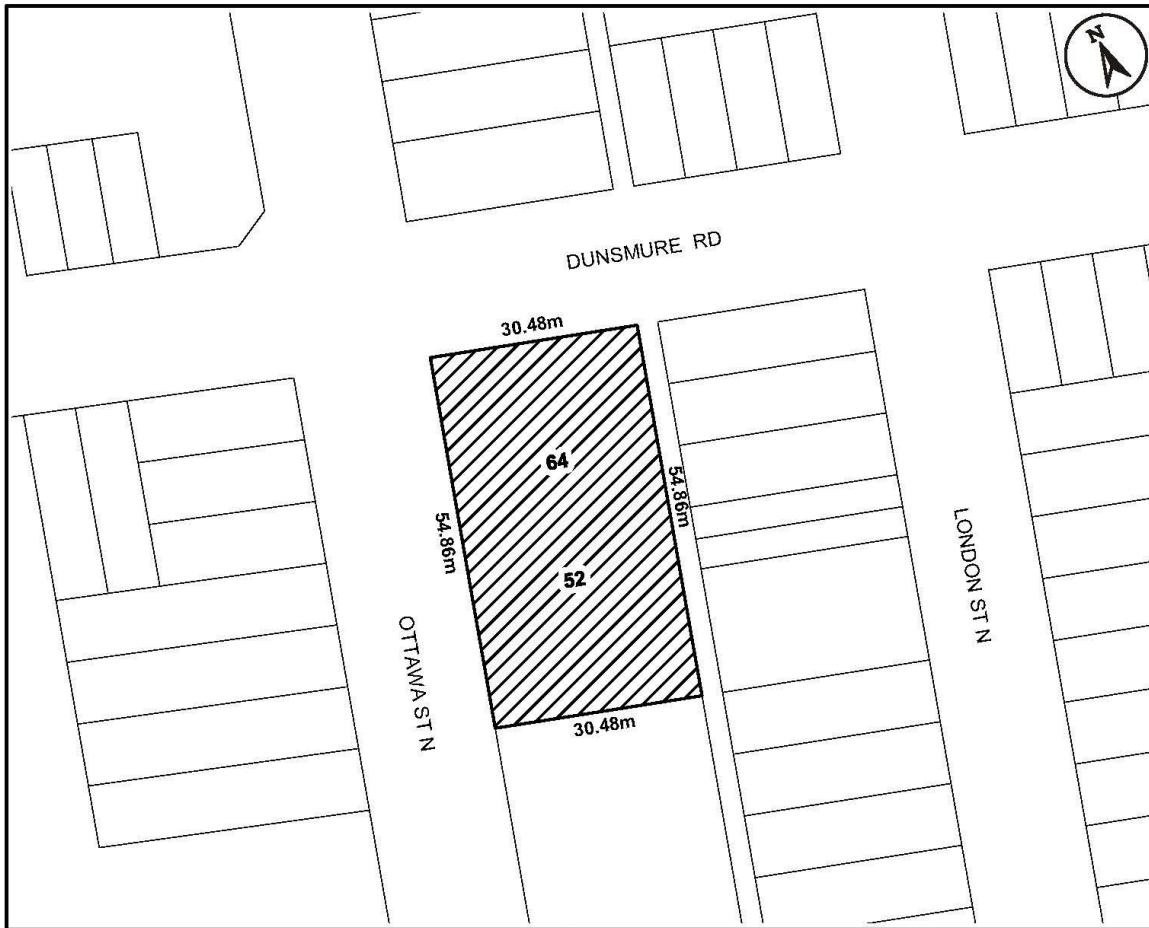 N
DUNSMURE RD
30.48m
64
54.86m
54.86m
52
LONDON ST N
OTTAWA ST N
30.48m